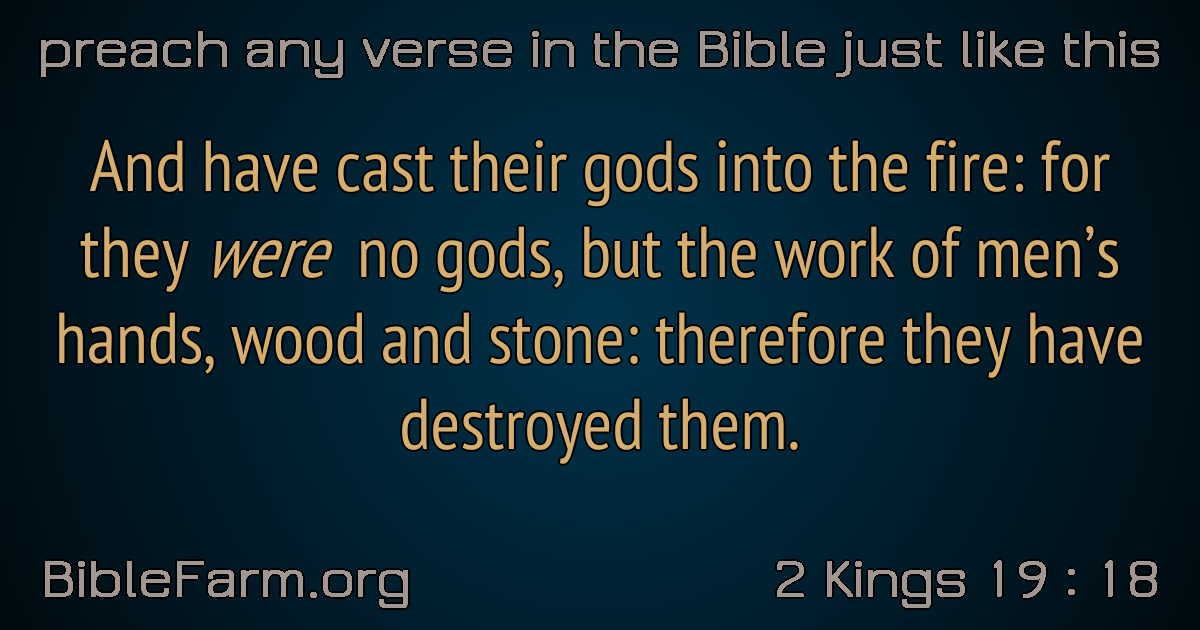 preach any verse in the Bible just like this
And have cast their gods into the fire: for
they were no gods, but the work of men’s
hands, wood and stone: therefore they have
destroyed them.
BibleFarm.org
2 Kings 19 : 18